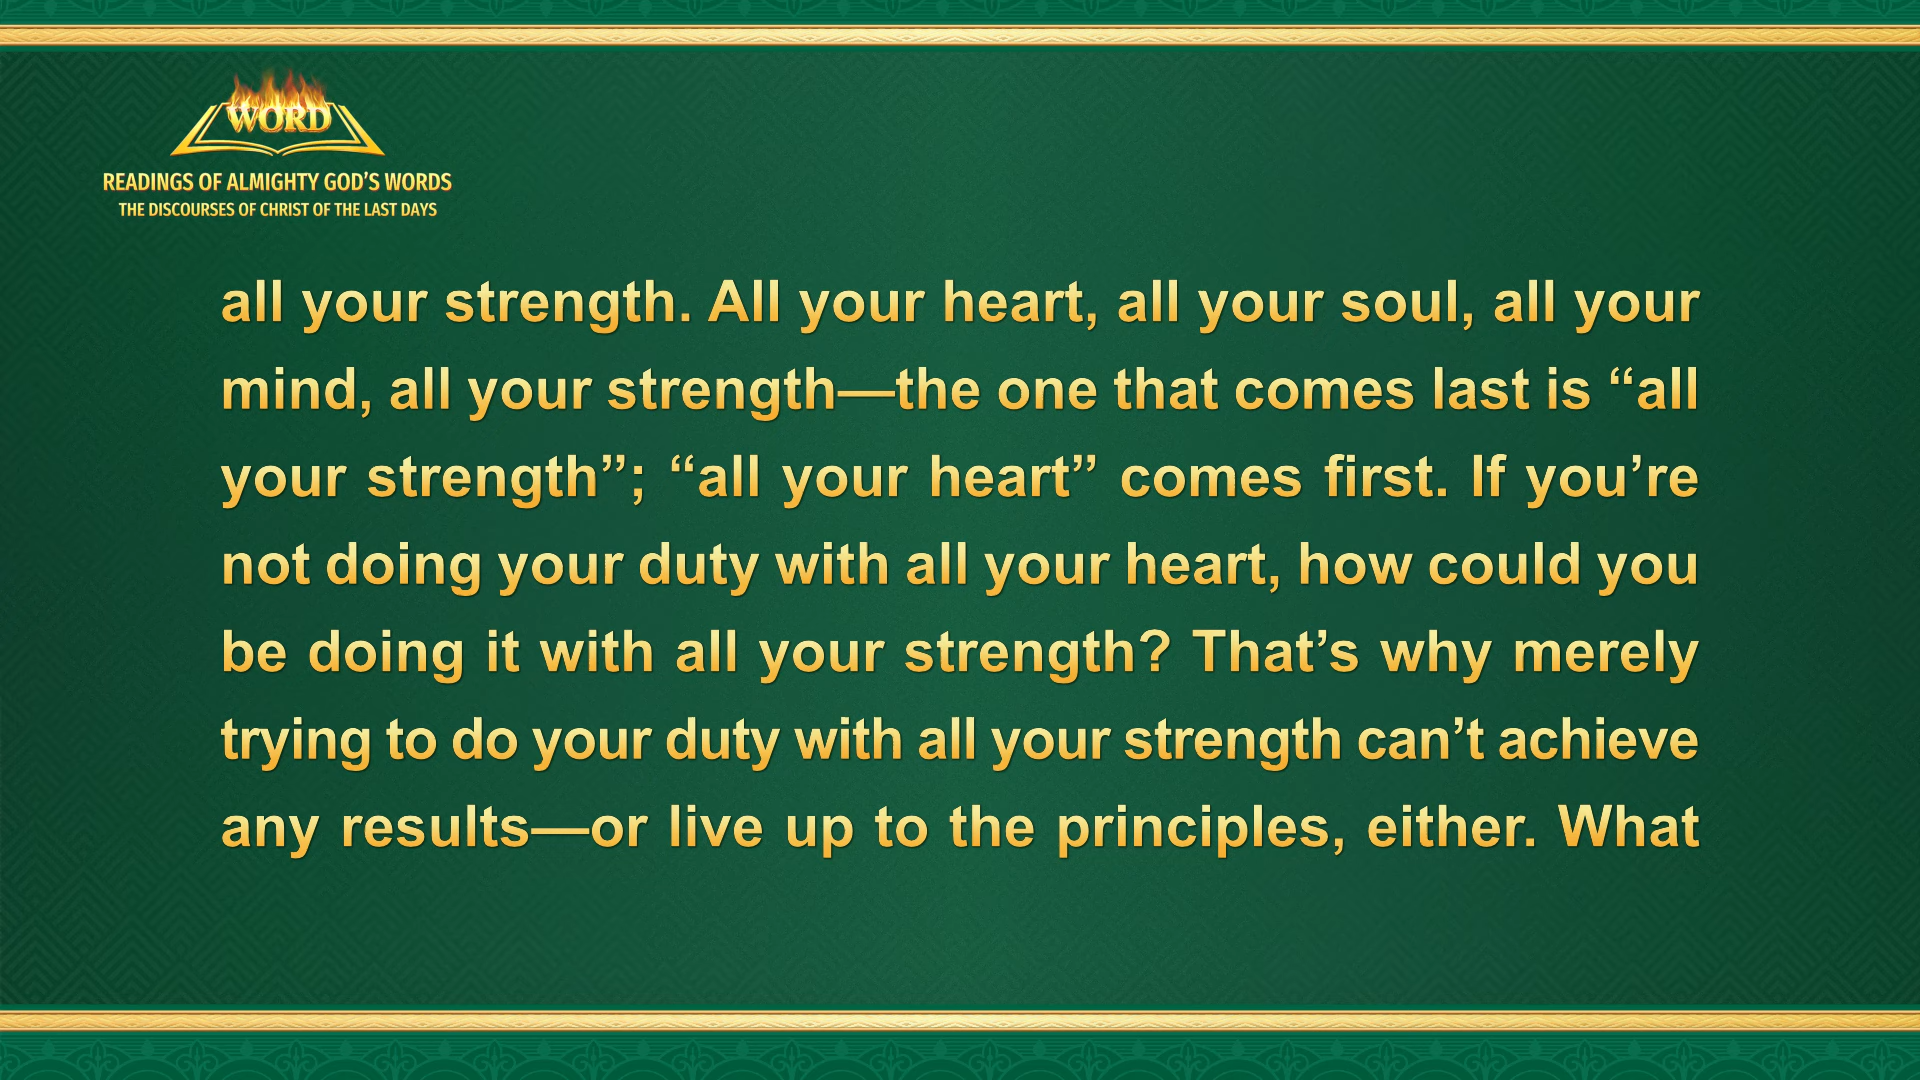 WORD
READINGS OF ALMIGHTY GOD’S WORDS
THE DISCOURSES OF CHRIST OF THE LAST DAYS
all your strength. All your heart, all your soul, all your
mind, all your strength—the one that comes last is “all
your strength”; “all your heart” comes first. If you’re
not doing your duty with all your heart, how could you
be doing it with all your strength? That’s why merely
trying to do your duty with all your strength can’t achieve
any results—or live up to the principles, either. What